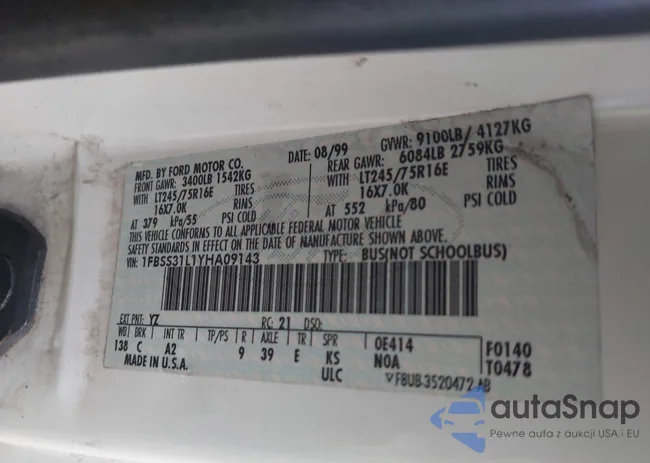 MFD. BY FORD MOTOR CO. DATE: 08/99 GVWR: 9100LB/ 4127KG
FRONT GAWR: 3400LB 1542KG REAR GAWR: 6084LB 2759KG
WITH LT245/75R16E TIRES WITH LT245/75R16E TIRES
16X7.0K RIMS 16X7.0K RIMS
AT 379 kPa/55 PSI COLD AT 552 kPa/80 PSI COLD
THIS VEHICLE CONFORMS TO ALL APPLICABLE FEDERAL MOTOR VEHICLE
SAFETY STANDARDS IN EFFECT ON THE DATE OF MANUFACTURE SHOWN ABOVE.
VIN: 1FBSS31L1YHA09143 TYPE: BUS(NOT SCHOOLBUS)
EXT PNT: YZ RC: 21 DSO:
WB BRK INT TR TP/PS R AXLE TR SPR
138 C A2 9 39 E KS 0E414 F0140
MADE IN U.S.A. ULC N0A T0478
F8UB-3520472-AB
autaSnap
Pewne auta z aukcji USA i EU